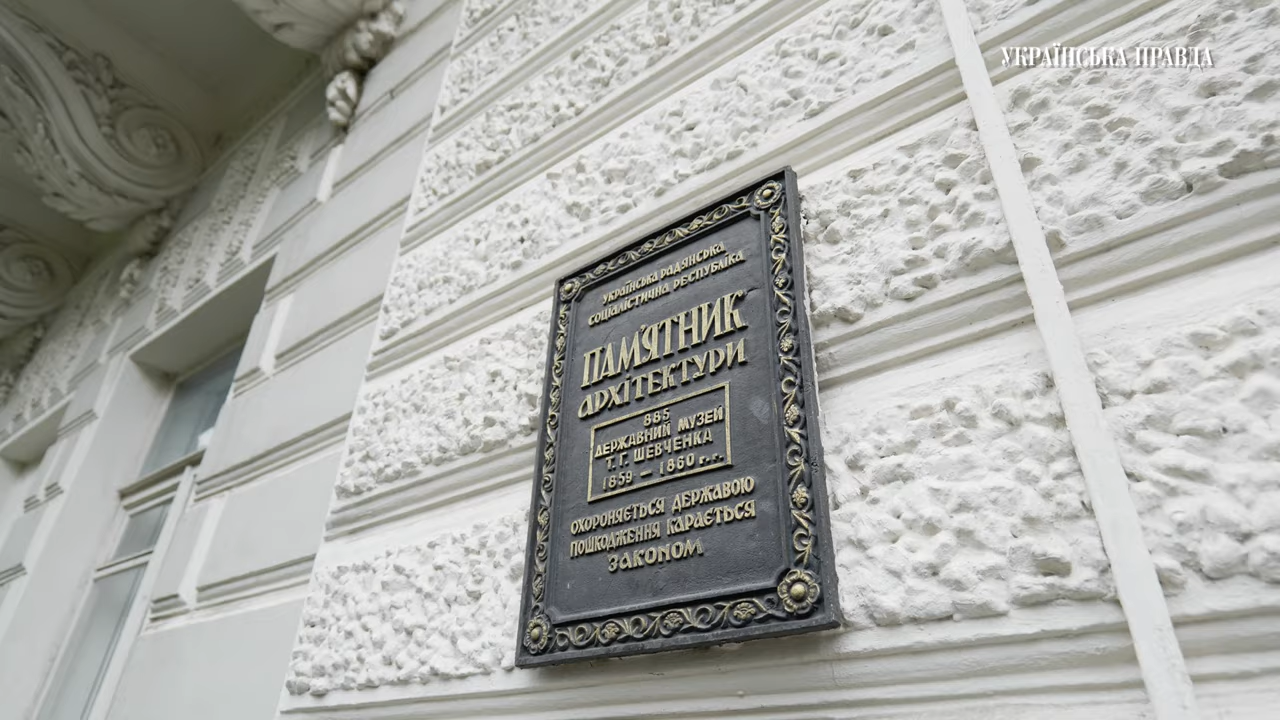 УКРАЇНСЬКА ПРАВДА
УКРАЇНСЬКА РАДЯНСЬКА
СОЦІАЛІСТИЧНА РЕСПУБЛІКА
ПАМ'ЯТНИК
АРХІТЕКТУРИ
885
ДЕРЖАВНИЙ МУЗЕЙ
Т. Г. ШЕВЧЕНКА
1859 — 1860 г.г.
ОХОРОНЯЄТЬСЯ ДЕРЖАВОЮ
ПОШКОДЖЕННЯ КАРАЄТЬСЯ
ЗАКОНОМ